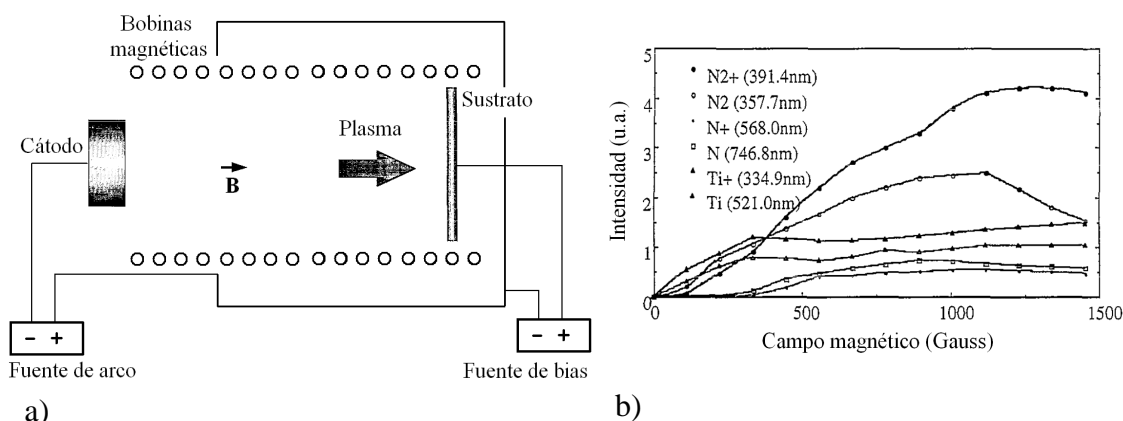 Bobinas
magnéticas
Cátodo
B
Plasma
Sustrato
- +
Fuente de arco
- +
Fuente de bias
a)
Intensidad (u.a.)
5
4
3
2
1
0
N2+ (391.4nm)
N2 (357.7nm)
N+ (568.0nm)
N (746.8nm)
Ti+ (334.9nm)
Ti (521.0nm)
0 500 1000 1500
Campo magnético (Gauss)
b)